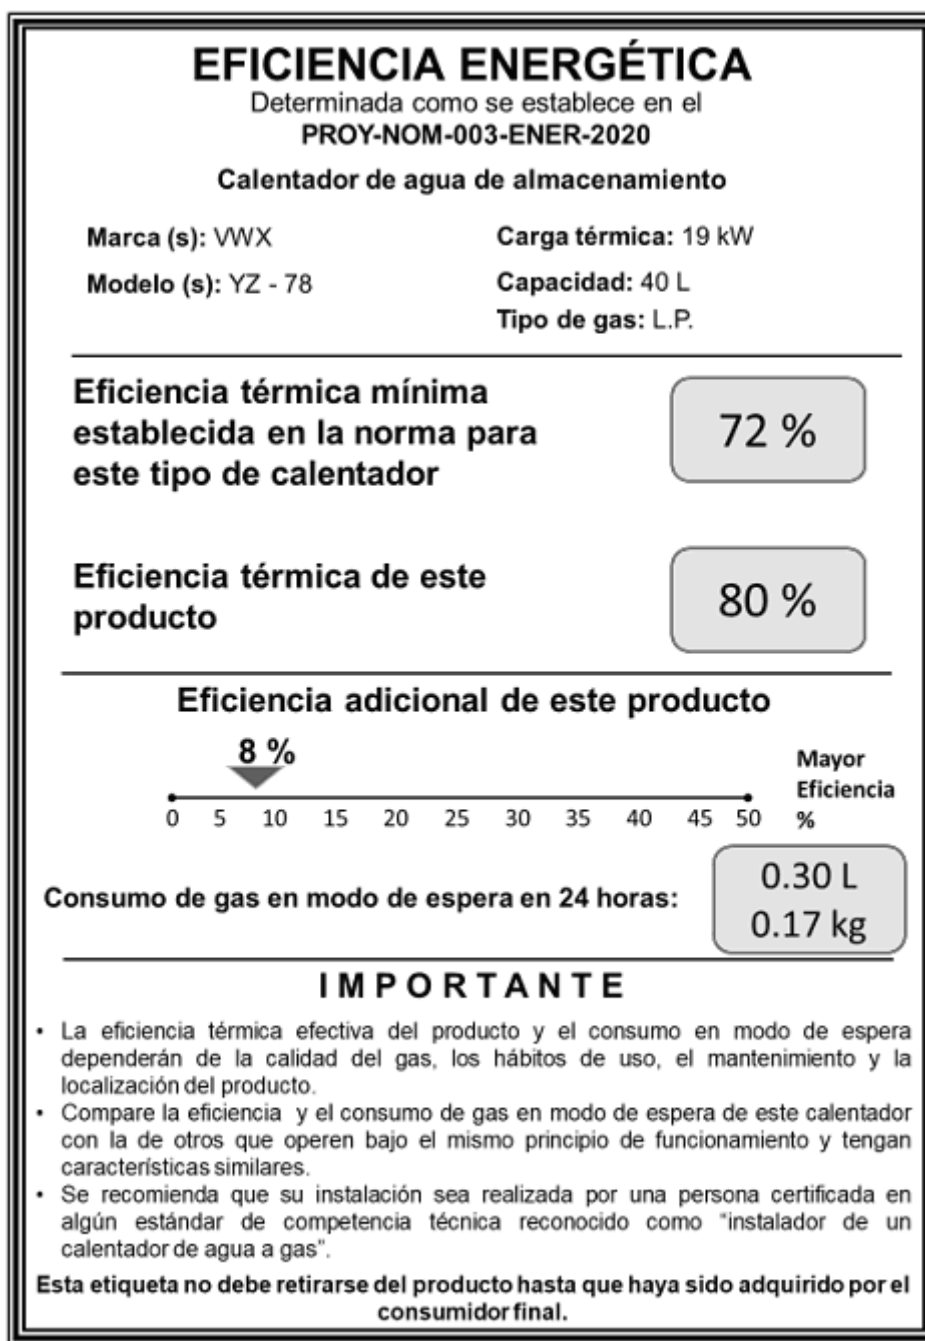 EFICIENCIA ENERGÉTICA
Determinada como se establece en el
PROY-NOM-003-ENER-2020
Calentador de agua de almacenamiento
Marca (s): VWX
Modelo (s): YZ - 78
Carga térmica: 19 kW
Capacidad: 40 L
Tipo de gas: L.P.
Eficiencia térmica mínima
establecida en la norma para
este tipo de calentador
72 %
Eficiencia térmica de este
producto
80 %
Eficiencia adicional de este producto
8 %
0 5 10 15 20 25 30 35 40 45 50
Mayor
Eficiencia
%
Consumo de gas en modo de espera en 24 horas:
0.30 L
0.17 kg
IMPORTANTE
• La eficiencia térmica efectiva del producto y el consumo en modo de espera
dependerán de la calidad del gas, los hábitos de uso, el mantenimiento y la
localización del producto.
• Compare la eficiencia y el consumo de gas en modo de espera de este calentador
con la de otros que operen bajo el mismo principio de funcionamiento y tengan
características similares.
• Se recomienda que su instalación sea realizada por una persona certificada en
algún estándar de competencia técnica reconocido como "instalador de un
calentador de agua a gas".
Esta etiqueta no debe retirarse del producto hasta que haya sido adquirido por el
consumidor final.